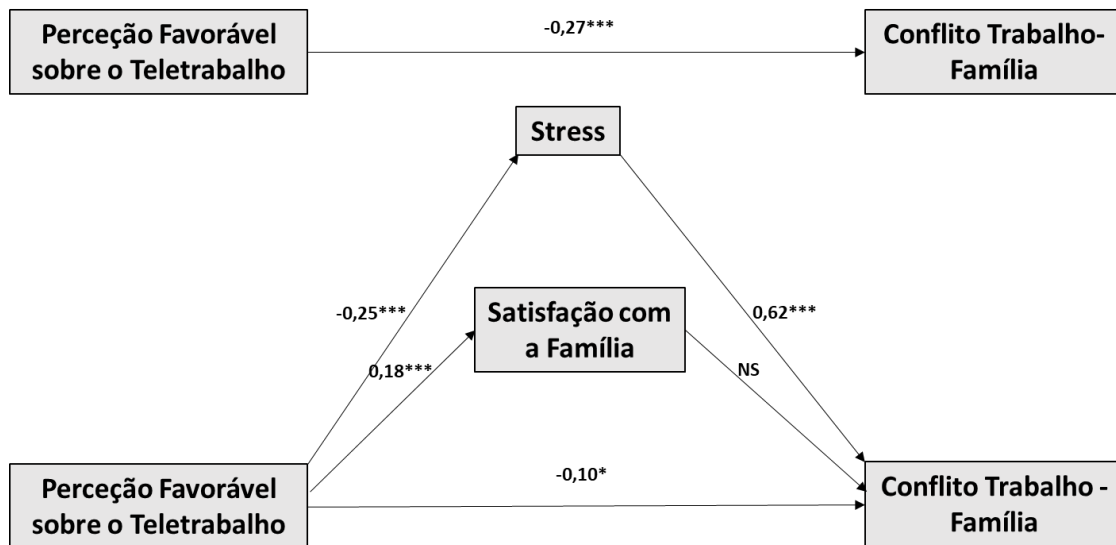 Perceção Favorável
sobre o Teletrabalho
-0,27***
Conflito Trabalho-
Família
Stress
-0,25***
Satisfação com
a Família
0,62***
0,18***
NS
Perceção Favorável
sobre o Teletrabalho
-0,10*
Conflito Trabalho -
Família